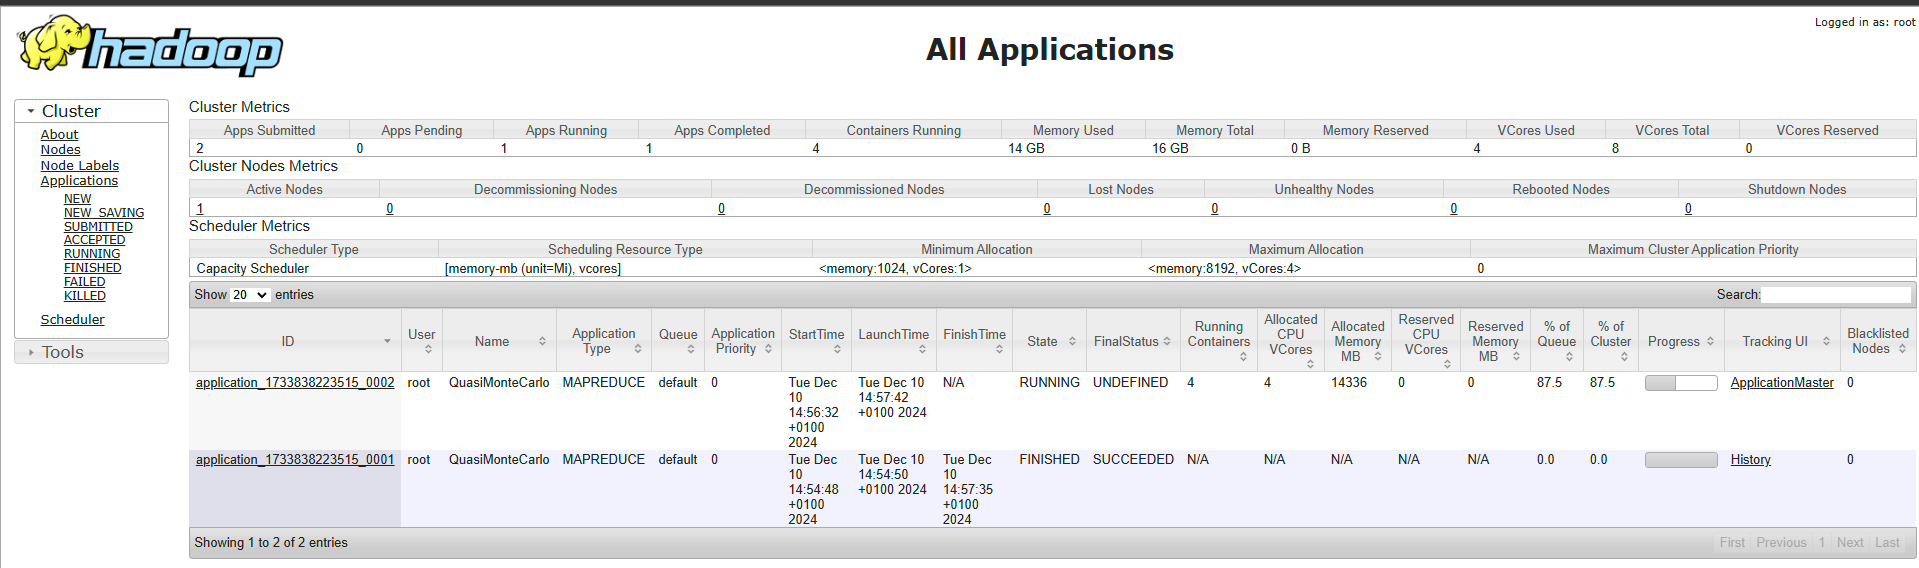 Logged in as: root
hadoop
All Applications
Cluster
About
Nodes
Node Labels
Applications
NEW
NEW_SAVING
SUBMITTED
ACCEPTED
RUNNING
FINISHED
FAILED
KILLED
Scheduler
Tools
Cluster Metrics
Apps Submitted Apps Pending Apps Running Apps Completed Containers Running Memory Used Memory Total Memory Reserved VCores Used VCores Total VCores Reserved
2 0 1 1 4 14 GB 16 GB 0 B 4 8 0
Cluster Nodes Metrics
Active Nodes Decommissioning Nodes Decommissioned Nodes Lost Nodes Unhealthy Nodes Rebooted Nodes Shutdown Nodes
1 0 0 0 0 0 0
Scheduler Metrics
Scheduler Type Scheduling Resource Type Minimum Allocation Maximum Allocation Maximum Cluster Application Priority
Capacity Scheduler [memory-mb (unit=Mi), vcores] <memory:1024, vCores:1> <memory:8192, vCores:4> 0
Show 20 entries Search:
ID User Name Application Type Queue Application Priority StartTime LaunchTime FinishTime State FinalStatus Running Containers Allocated CPU VCores Allocated Memory MB Reserved CPU VCores Reserved Memory MB % of Queue % of Cluster Progress Tracking UI Blacklisted Nodes
application_1733838223515_0002 root QuasiMonteCarlo MAPREDUCE default 0 Tue Dec 10 14:56:32 +0100 2024 Tue Dec 10 14:57:42 +0100 2024 N/A RUNNING UNDEFINED 4 4 14336 0 0 87.5 87.5 ApplicationMaster 0
application_1733838223515_0001 root QuasiMonteCarlo MAPREDUCE default 0 Tue Dec 10 14:54:48 +0100 2024 Tue Dec 10 14:54:50 +0100 2024 Tue Dec 10 14:57:35 +0100 2024 FINISHED SUCCEEDED N/A N/A N/A N/A N/A 0.0 0.0 History 0
Showing 1 to 2 of 2 entries First Previous 1 Next Last